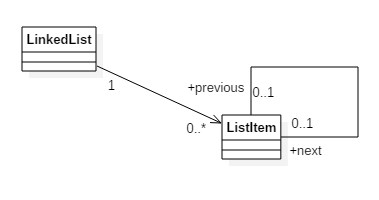 LinkedList
1
+previous
0..1
0..*
ListItem
0..1
+next